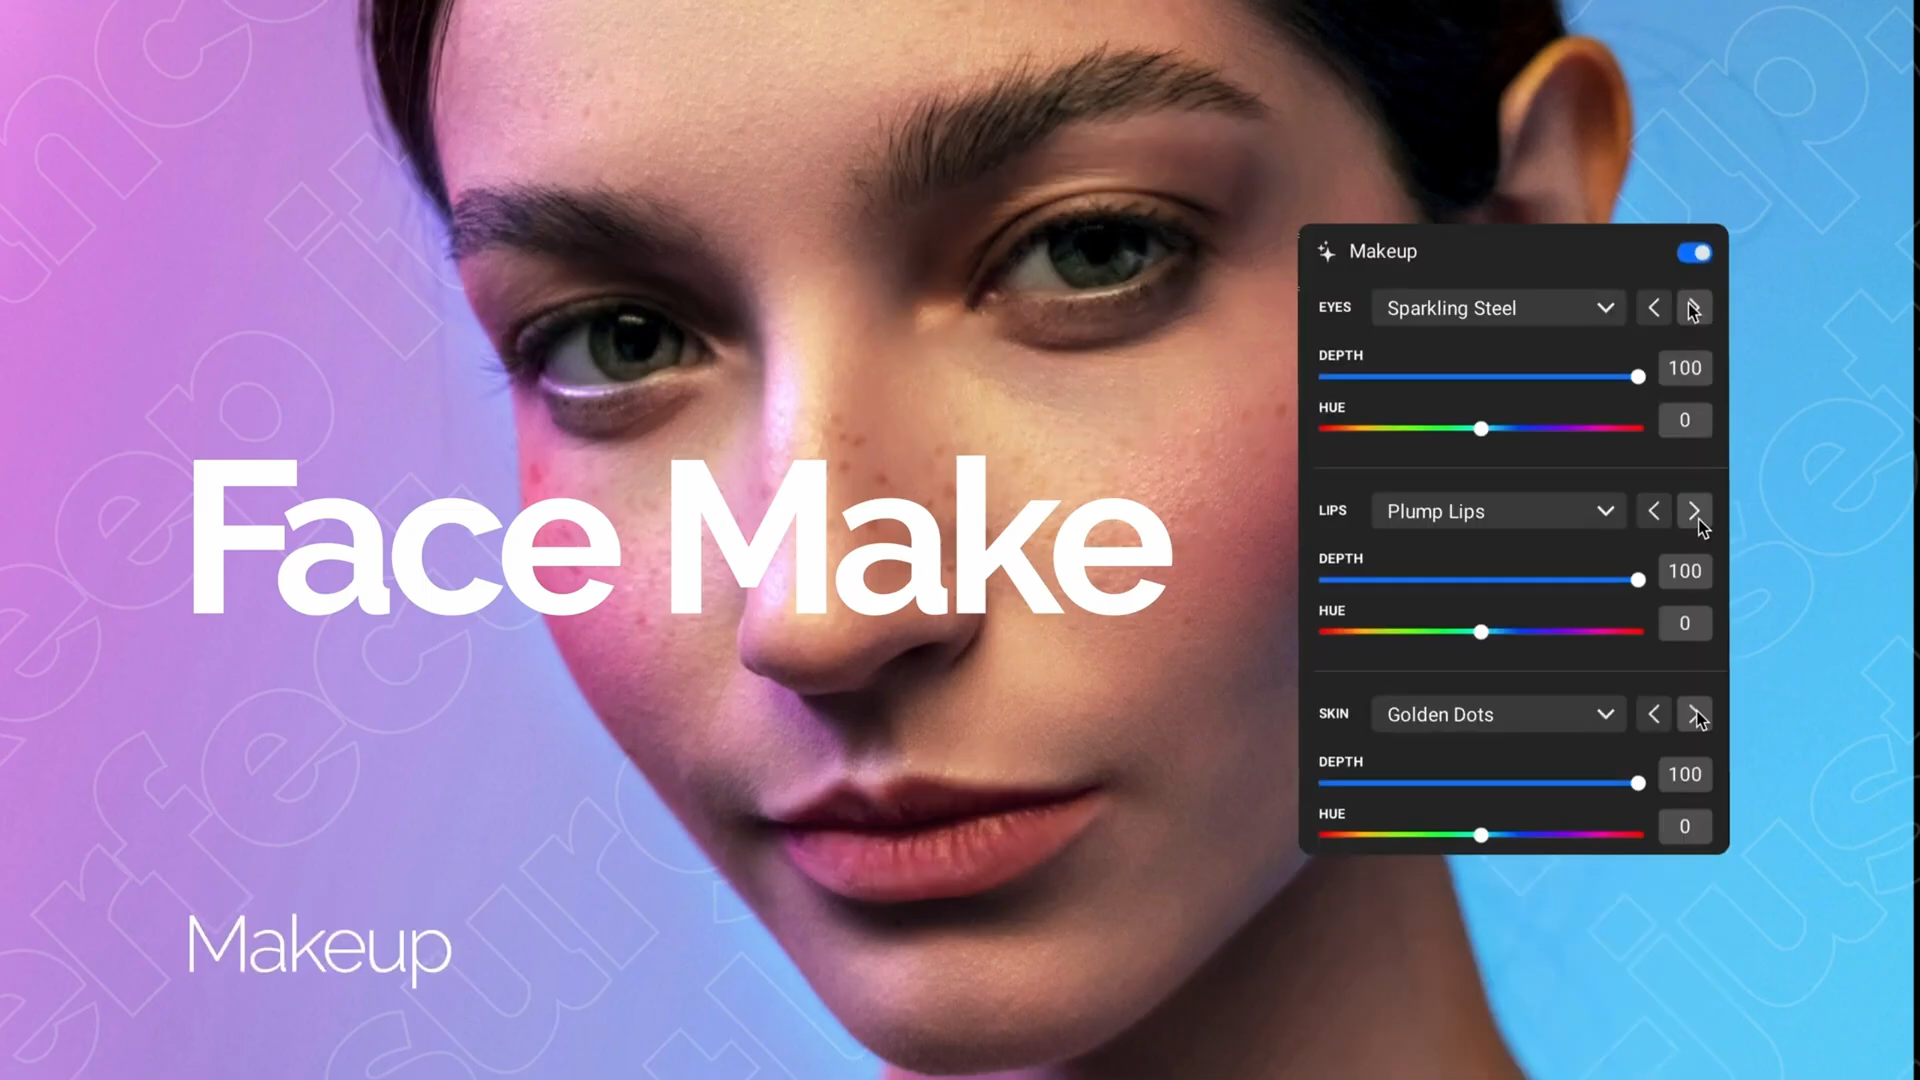 Face Make
Makeup
Makeup
EYES Sparkling Steel
DEPTH 100
HUE 0
LIPS Plump Lips
DEPTH 100
HUE 0
SKIN Golden Dots
DEPTH 100
HUE 0